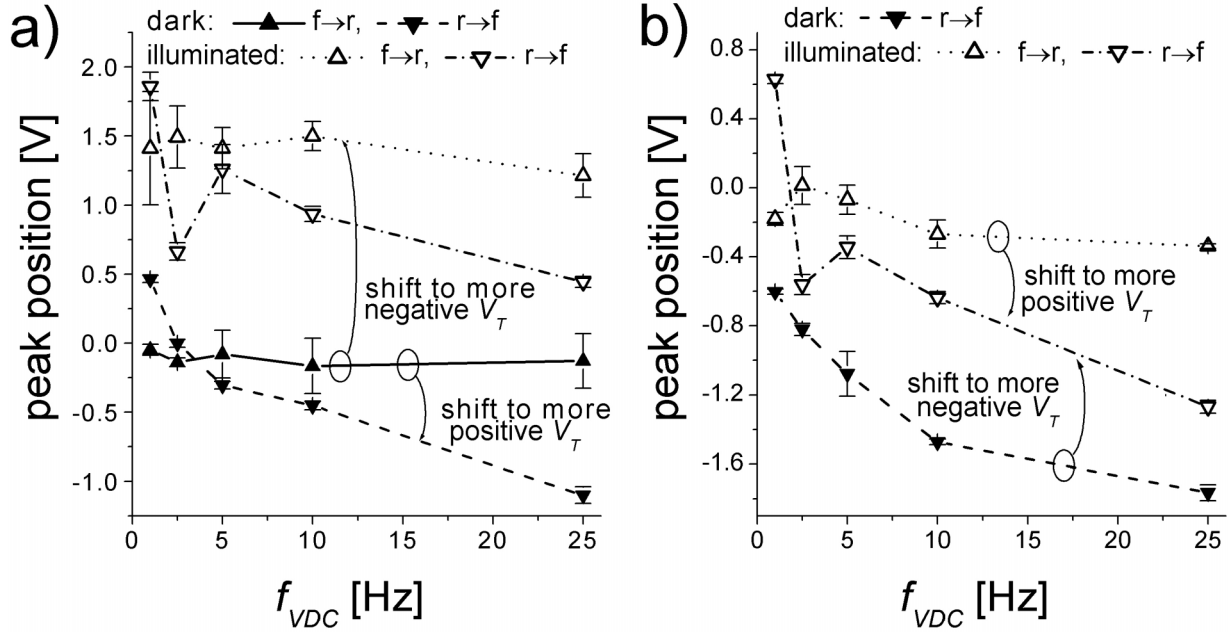 a)
dark: f→r, r→f
illuminated: f→r, r→f
2.0
1.5
1.0
0.5
0.0
-0.5
-1.0
peak position [V]
shift to more
negative V_T
shift to more
positive V_T
0 5 10 15 20 25
f_VDC [Hz]
b)
dark: r→f
illuminated: f→r, r→f
0.8
0.4
0.0
-0.4
-0.8
-1.2
-1.6
peak position [V]
shift to more
positive V_T
shift to more
negative V_T
0 5 10 15 20 25
f_VDC [Hz]